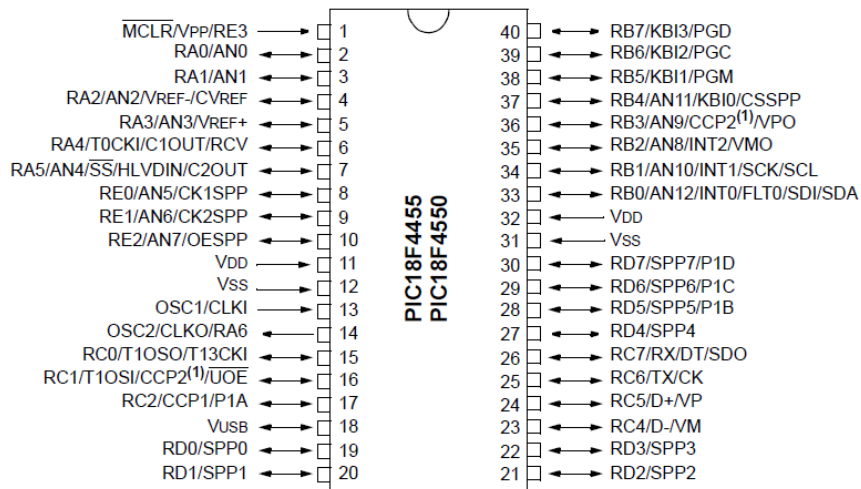 MCLR/VPP/RE3 1 40 RB7/KBI3/PGD
RA0/AN0 2 39 RB6/KBI2/PGC
RA1/AN1 3 38 RB5/KBI1/PGM
RA2/AN2/VREF-/CVREF 4 37 RB4/AN11/KBI0/CSSPP
RA3/AN3/VREF+ 5 36 RB3/AN9/CCP2(1)/VPO
RA4/T0CKI/C1OUT/RCV 6 35 RB2/AN8/INT2/VMO
RA5/AN4/SS/HLVDIN/C2OUT 7 34 RB1/AN10/INT1/SCK/SCL
RE0/AN5/CK1SPP 8 33 RB0/AN12/INT0/FLT0/SDI/SDA
RE1/AN6/CK2SPP 9 32 VDD
RE2/AN7/OESPP 10 31 VSS
VDD 11 30 RD7/SPP7/P1D
VSS 12 29 RD6/SPP6/P1C
OSC1/CLKI 13 28 RD5/SPP5/P1B
OSC2/CLKO/RA6 14 27 RD4/SPP4
RC0/T1OSO/T13CKI 15 26 RC7/RX/DT/SDO
RC1/T1OSI/CCP2(1)/UOE 16 25 RC6/TX/CK
RC2/CCP1/P1A 17 24 RC5/D+/VP
VUSB 18 23 RC4/D-/VM
RD0/SPP0 19 22 RD3/SPP3
RD1/SPP1 20 21 RD2/SPP2
PIC18F4455
PIC18F4550